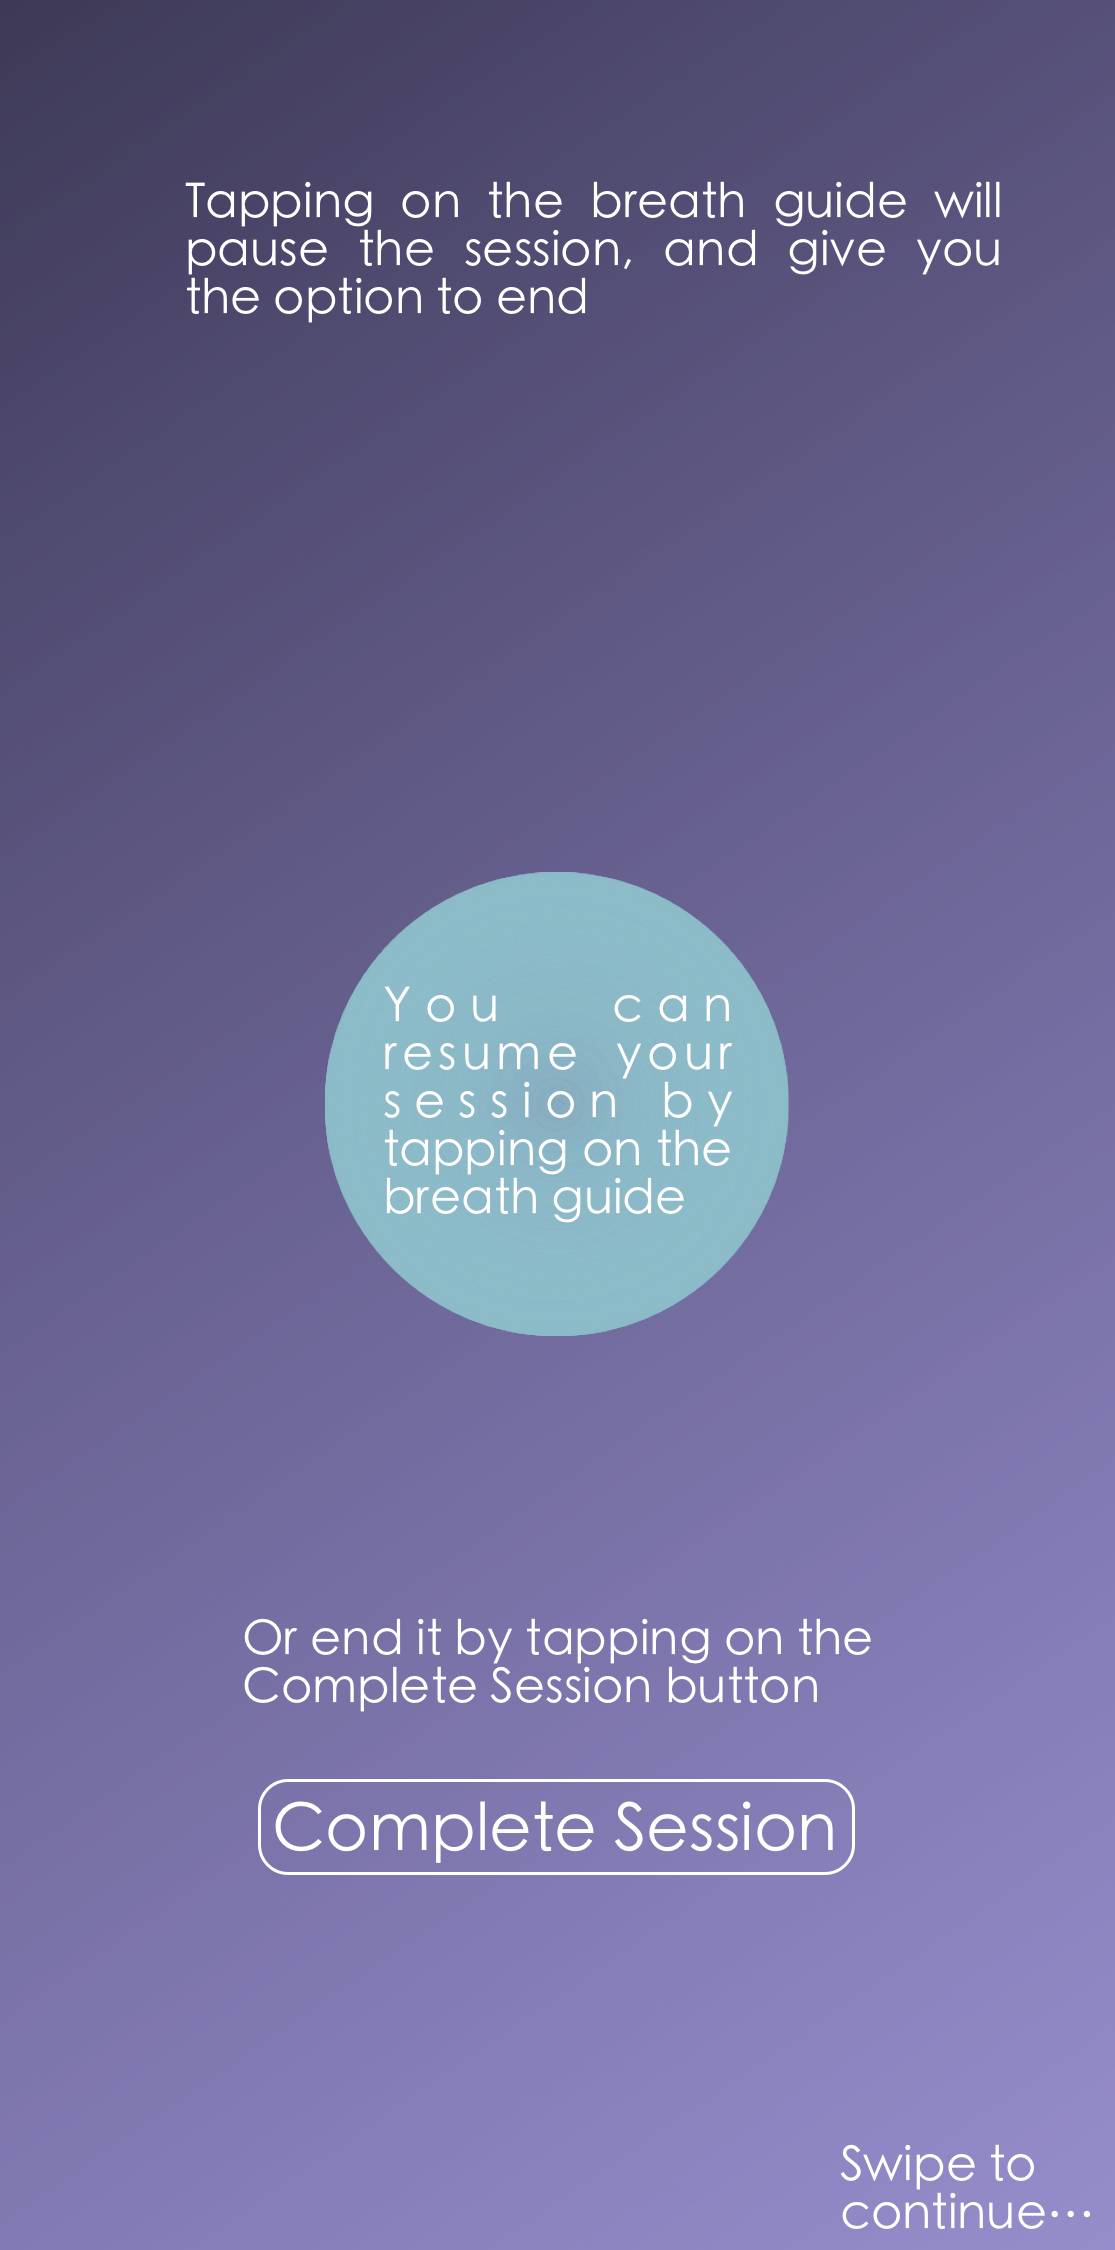 Tapping on the breath guide will
pause the session, and give you
the option to end
You can
resume your
session by
tapping on the
breath guide
Or end it by tapping on the
Complete Session button
Complete Session
Swipe to
continue…